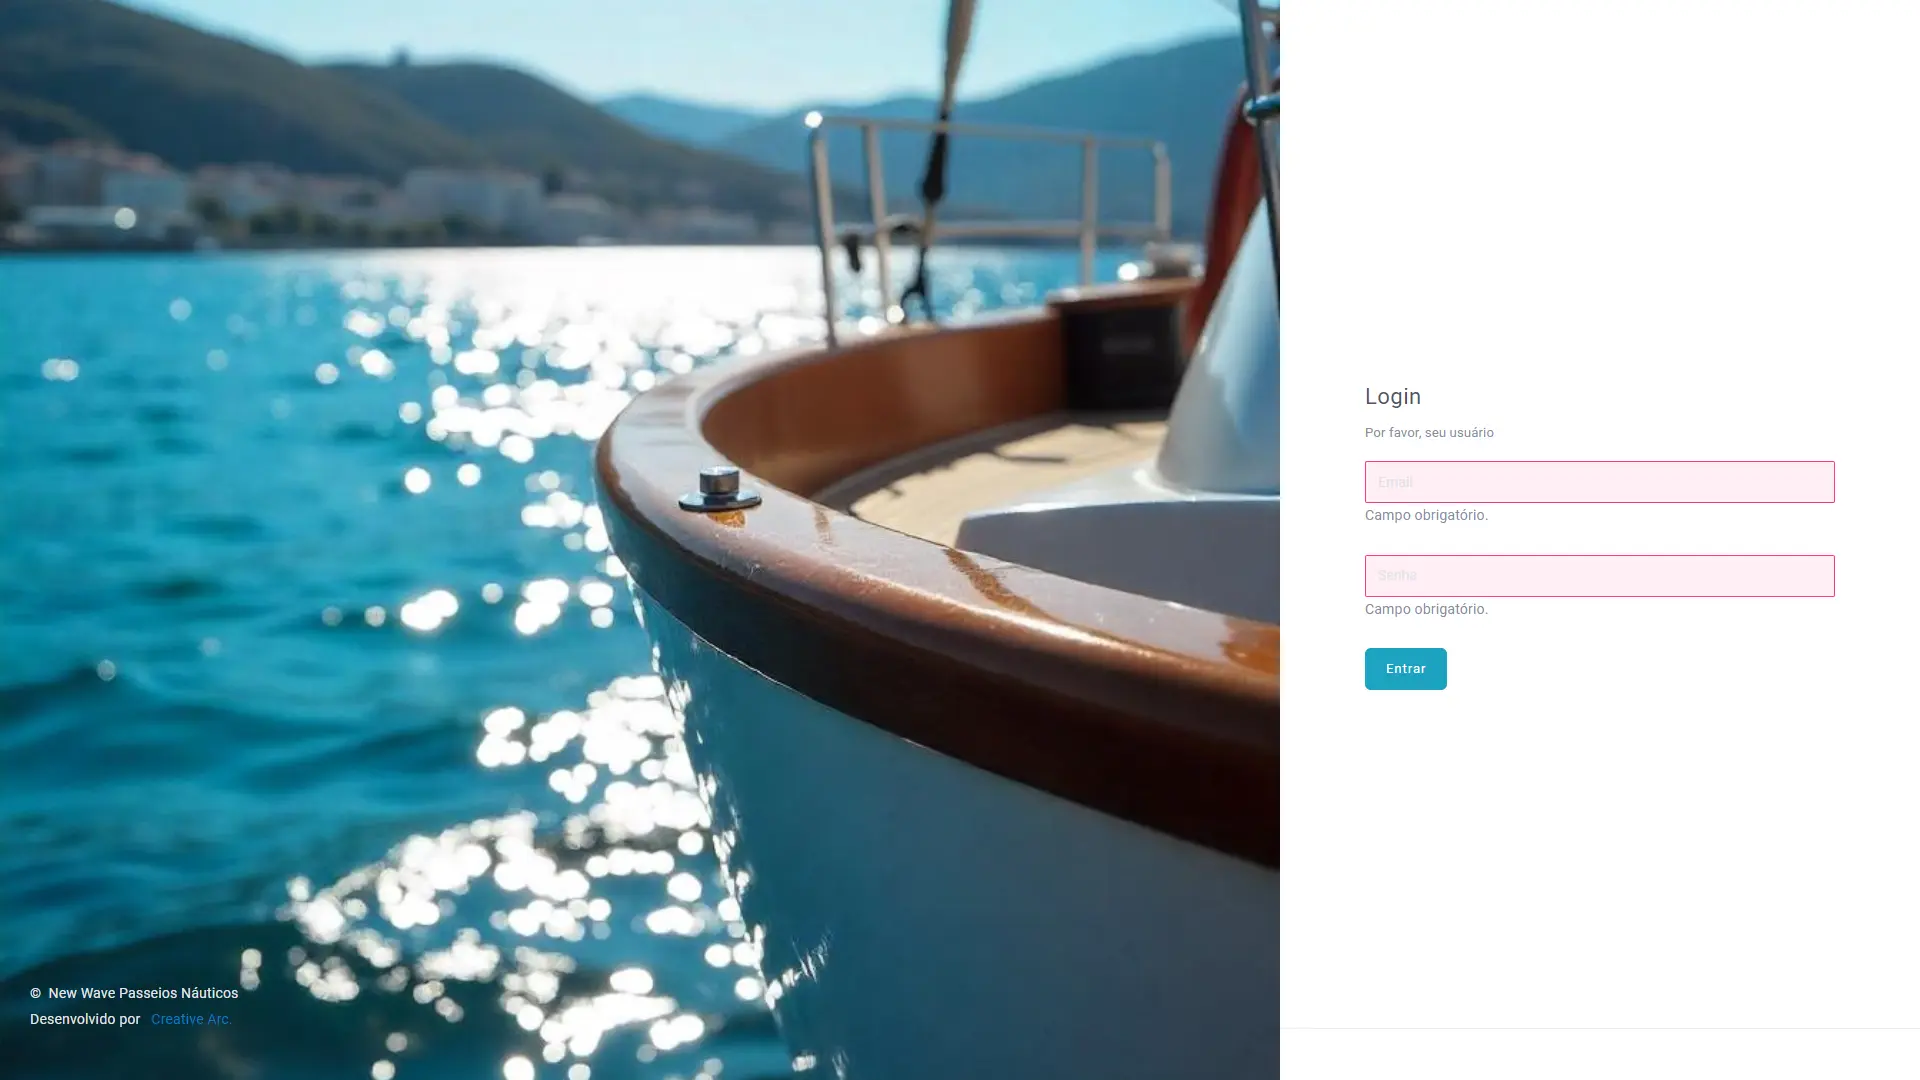 Login
Por favor, seu usuário
Email
Campo obrigatório.
Senha
Campo obrigatório.
Entrar
© New Wave Passeios Náuticos
Desenvolvido por Creative Arc.